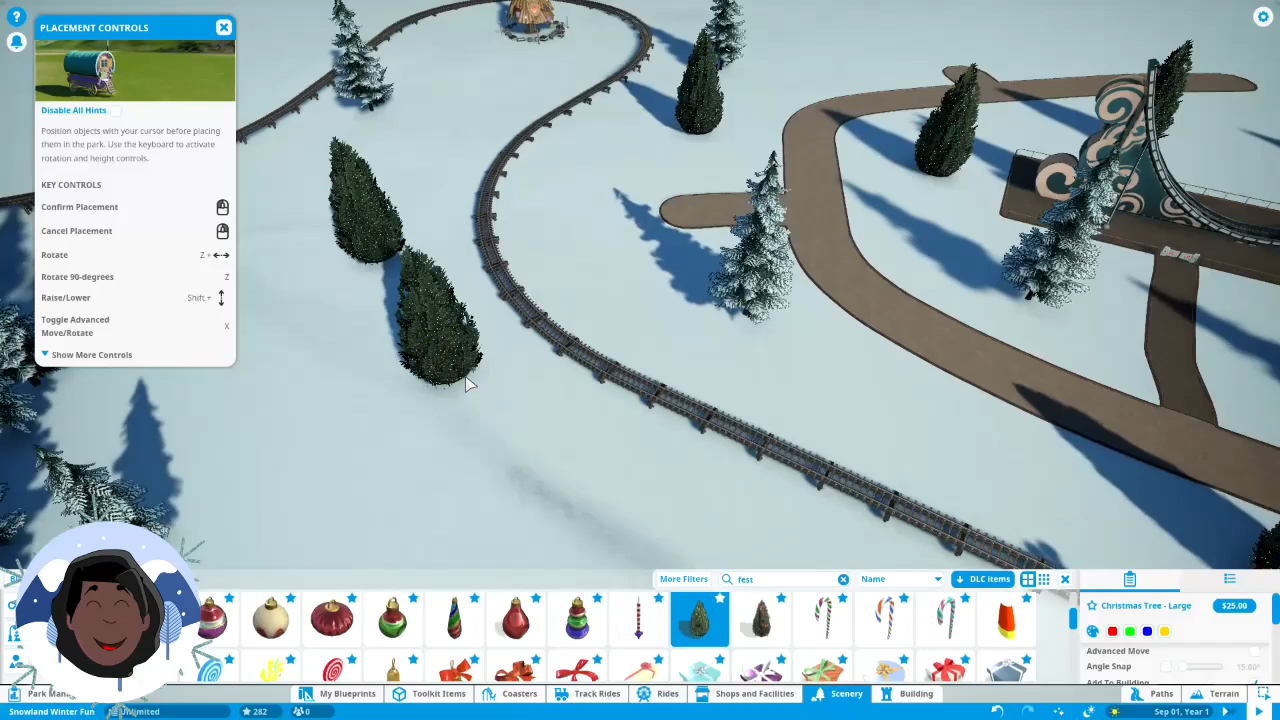 PLACEMENT CONTROLS
Disable All Hints
Position objects with your cursor before placing
them in the park. Use the keyboard to activate
rotation and height controls.
KEY CONTROLS
Confirm Placement
Cancel Placement
Rotate Z +
Rotate 90-degrees Z
Raise/Lower Shift +
Toggle Advanced
Move/Rotate X
Show More Controls
More Filters fest Name DLC items
Christmas Tree - Large $25.00
Advanced Move
Angle Snap 15.00°
My Blueprints Toolkit Items Coasters Track Rides Rides Shops and Facilities Scenery Building Paths Terrain
Snowland Winter Fun Unlimited 282 0 Sep 01, Year 1